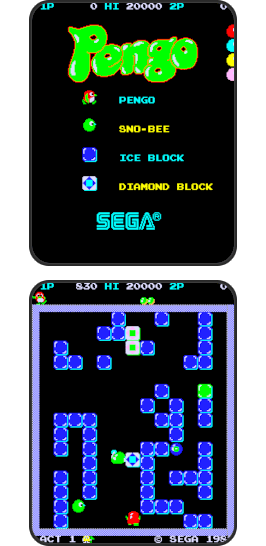 1P 0 HI 20000 2P 0
Pengo
PENGO
SNO-BEE
ICE BLOCK
DIAMOND BLOCK
SEGA®
1P 830 HI 20000 2P 0
ACT 1 © SEGA 198